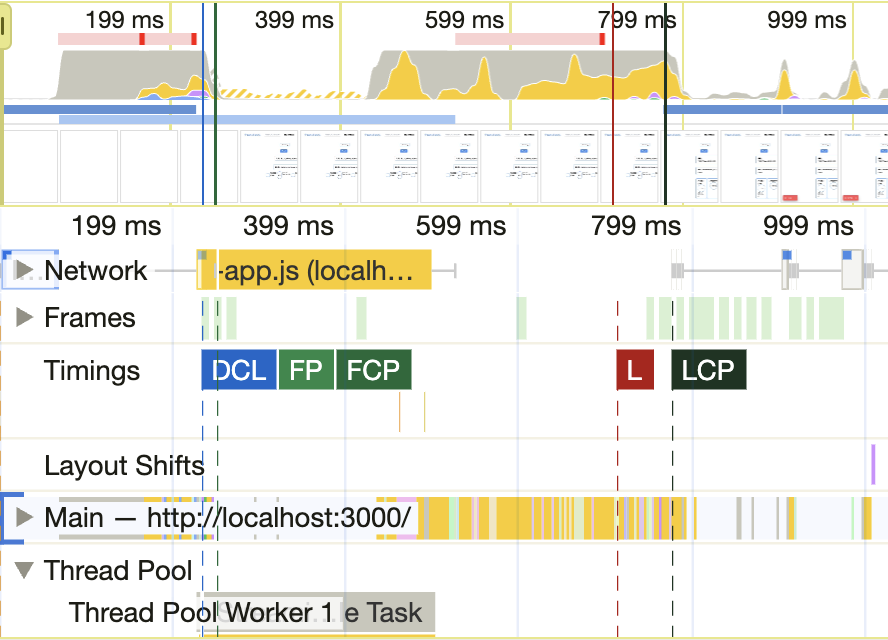 199 ms 399 ms 599 ms 799 ms 999 ms
199 ms 399 ms 599 ms 799 ms 999 ms
Network
-app.js (localh…
Frames
Timings
DCL FP FCP L LCP
Layout Shifts
Main — http://localhost:3000/
Thread Pool
Thread Pool Worker 1 e Task